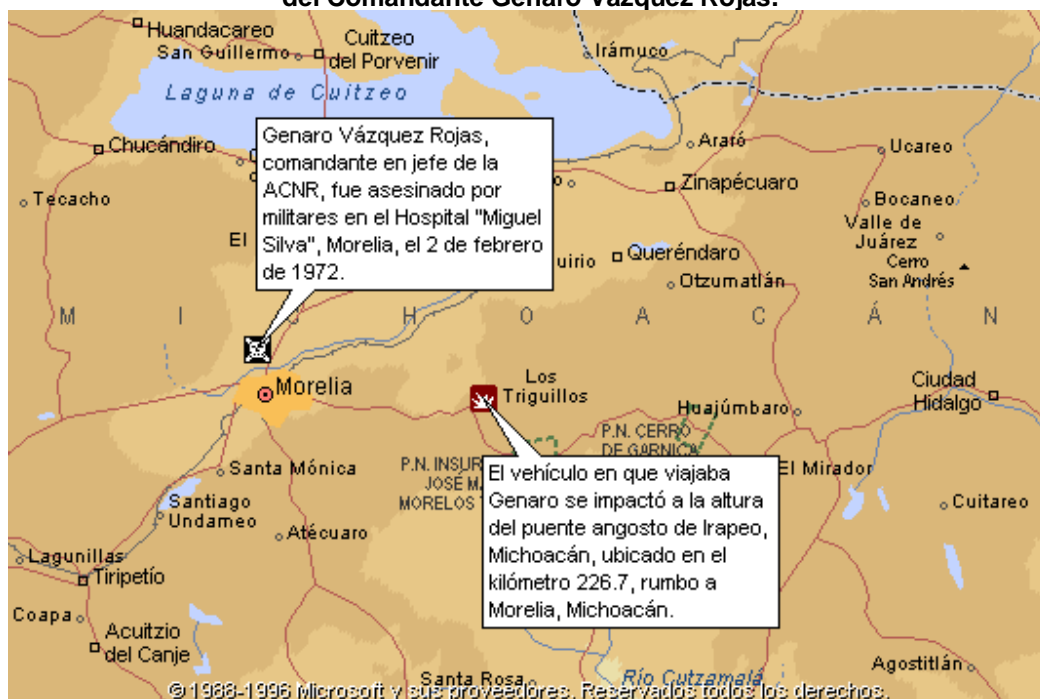 del Comandante Genaro Vázquez Rojas.
Huandacareo
San Guillermo
Cuitzeo
del Porvenir
Irámuco
Laguna de Cuitzeo
Genaro Vázquez Rojas,
comandante en jefe de la
ACNR, fue asesinado por
militares en el Hospital "Miguel
Silva", Morelia, el 2 de febrero
de 1972.
Chucándiro
Araró
Ucareo
Tecacho
Zinapécuaro
Bocaneo
Valle de
Juárez
El
uirio
Queréndaro
Cerro
San Andrés
Otzumatlán
M I H O A C Á N
Morelia
Los
Triguillos
Ciudad
Hidalgo
Huajúmbaro
P.N. CERRO
DE GARNICA
P.N. INSUR
JOSÉ M
MORELOS
El vehículo en que viajaba
Genaro se impactó a la altura
del puente angosto de Irapeo,
Michoacán, ubicado en el
kilómetro 226.7, rumbo a
Morelia, Michoacán.
El Mirador
Santa Mónica
Santiago
Undameo
Cuitareo
Atécuaro
Lagunillas
Tiripetío
Coapa
Acuitzio
del Canje
Santa Rosa
Río Cutzamalá
Agostitlán
© 1988-1996 Microsoft y sus proveedores. Reservados todos los derechos.